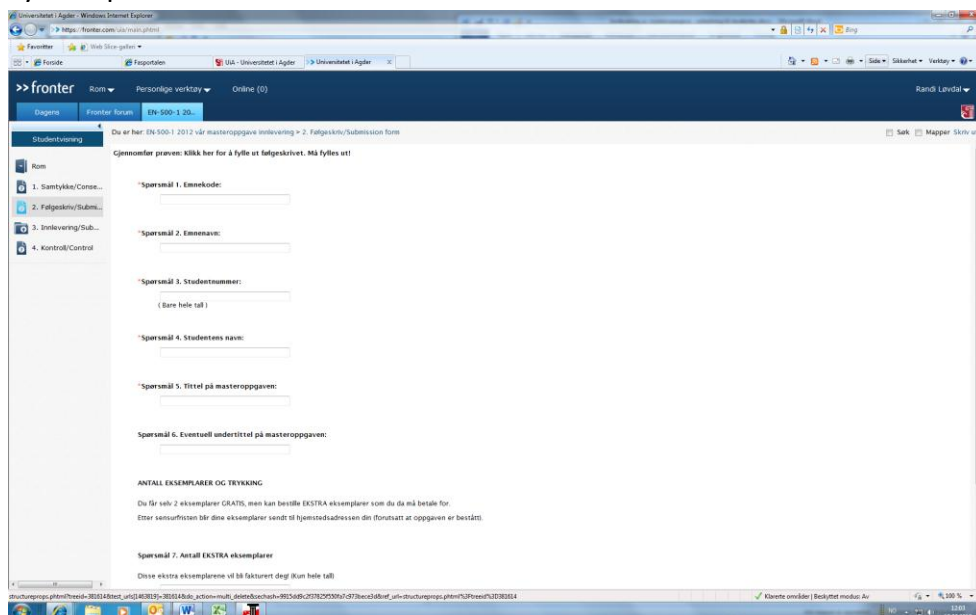 Universitetet i Agder - Windows Internet Explorer
https://fronter.com/uia/main.phtml
Bing
Favoritter Web Slice-galleri
Forside Fesportalen UiA - Universitetet i Agder >> Universitetet i Agder X
Side Sikkerhet Verktøy
>> fronter Rom Personlige verktøy Online (0) Randi Løvdal
Dagens Fronter forum EN-500-1 20..
Studentvisning
Du er her: EN-500-1 2012 vår masteroppgave innlevering > 2. Følgeskriv/Submission form
Søk Mapper Skriv u
Rom
1. Samtykke/Conse...
2. Følgeskriv/Submi...
3. Innlevering/Sub...
4. Kontroll/Control
Gjennomfør prøven: Klikk her for å fylle ut følgeskrivet. Må fylles ut!
*Spørsmål 1. Emnekode:
*Spørsmål 2. Emnenavn:
*Spørsmål 3. Studentnummer:
( Bare hele tall )
*Spørsmål 4. Studentens navn:
*Spørsmål 5. Tittel på masteroppgaven:
Spørsmål 6. Eventuell undertittel på masteroppgaven:
ANTALL EKSEMPLARER OG TRYKKING
Du får selv 2 eksemplarer GRATIS, men kan bestille EKSTRA eksemplarer som du da må betale for.
Etter sensurfristen blir dine eksemplarer sendt til hjemstedsadressen din (forutsatt at oppgaven er bestått).
Spørsmål 7. Antall EKSTRA eksemplarer
Disse ekstra eksemplarene vil bli fakturert deg! (Kun hele tall)
Klarerte områder | Beskyttet modus: Av
100 %
NO
12:03